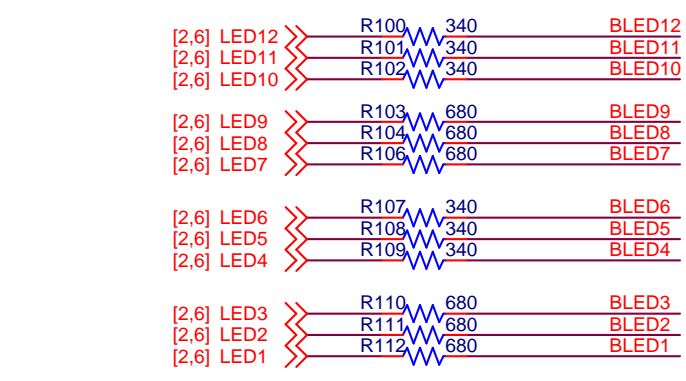 [2,6] LED12 R100 340 BLED12
[2,6] LED11 R101 340 BLED11
[2,6] LED10 R102 340 BLED10
[2,6] LED9 R103 680 BLED9
[2,6] LED8 R104 680 BLED8
[2,6] LED7 R106 680 BLED7
[2,6] LED6 R107 340 BLED6
[2,6] LED5 R108 340 BLED5
[2,6] LED4 R109 340 BLED4
[2,6] LED3 R110 680 BLED3
[2,6] LED2 R111 680 BLED2
[2,6] LED1 R112 680 BLED1